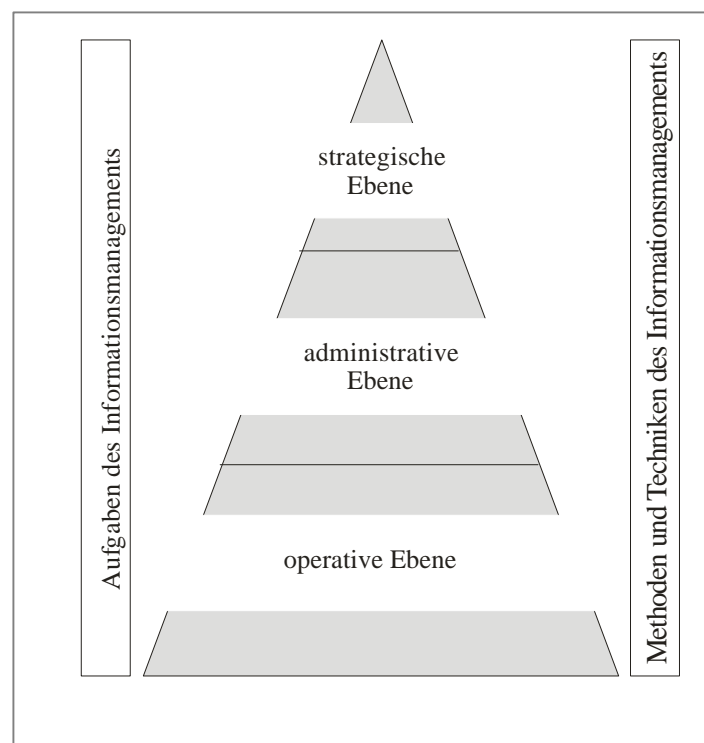 Aufgaben des Informationsmanagements
strategische
Ebene
administrative
Ebene
operative Ebene
Methoden und Techniken des Informationsmanagements